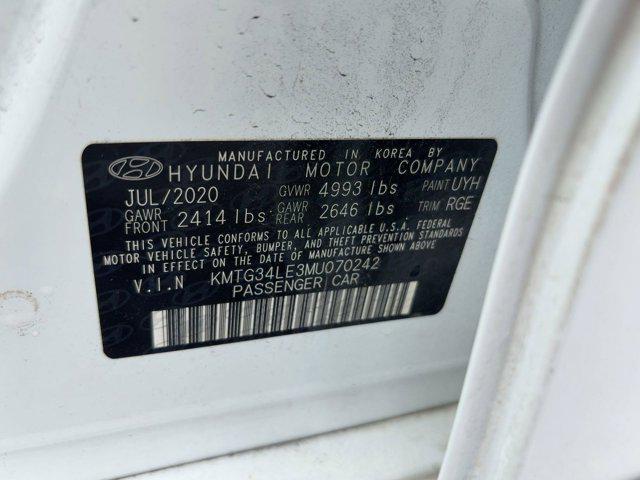 MANUFACTURED IN KOREA BY
HYUNDAI MOTOR COMPANY
JUL/2020 GVWR 4993 lbs PAINT UYH
GAWR FRONT 2414 lbs GAWR REAR 2646 lbs TRIM RGE
THIS VEHICLE CONFORMS TO ALL APPLICABLE U.S.A. FEDERAL
MOTOR VEHICLE SAFETY, BUMPER, AND THEFT PREVENTION STANDARDS
IN EFFECT ON THE DATE OF MANUFACTURE SHOWN ABOVE.
V.I.N KMTG34LE3MU070242
PASSENGER CAR